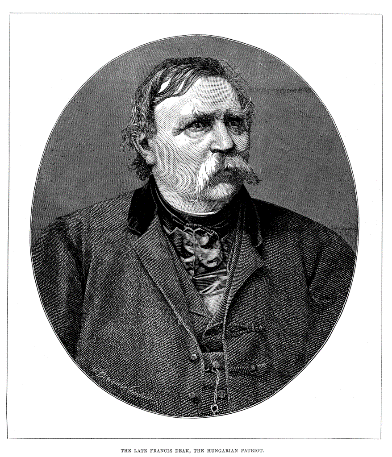 THE LATE FRANCIS DEAK, THE HUNGARIAN PATRIOT.